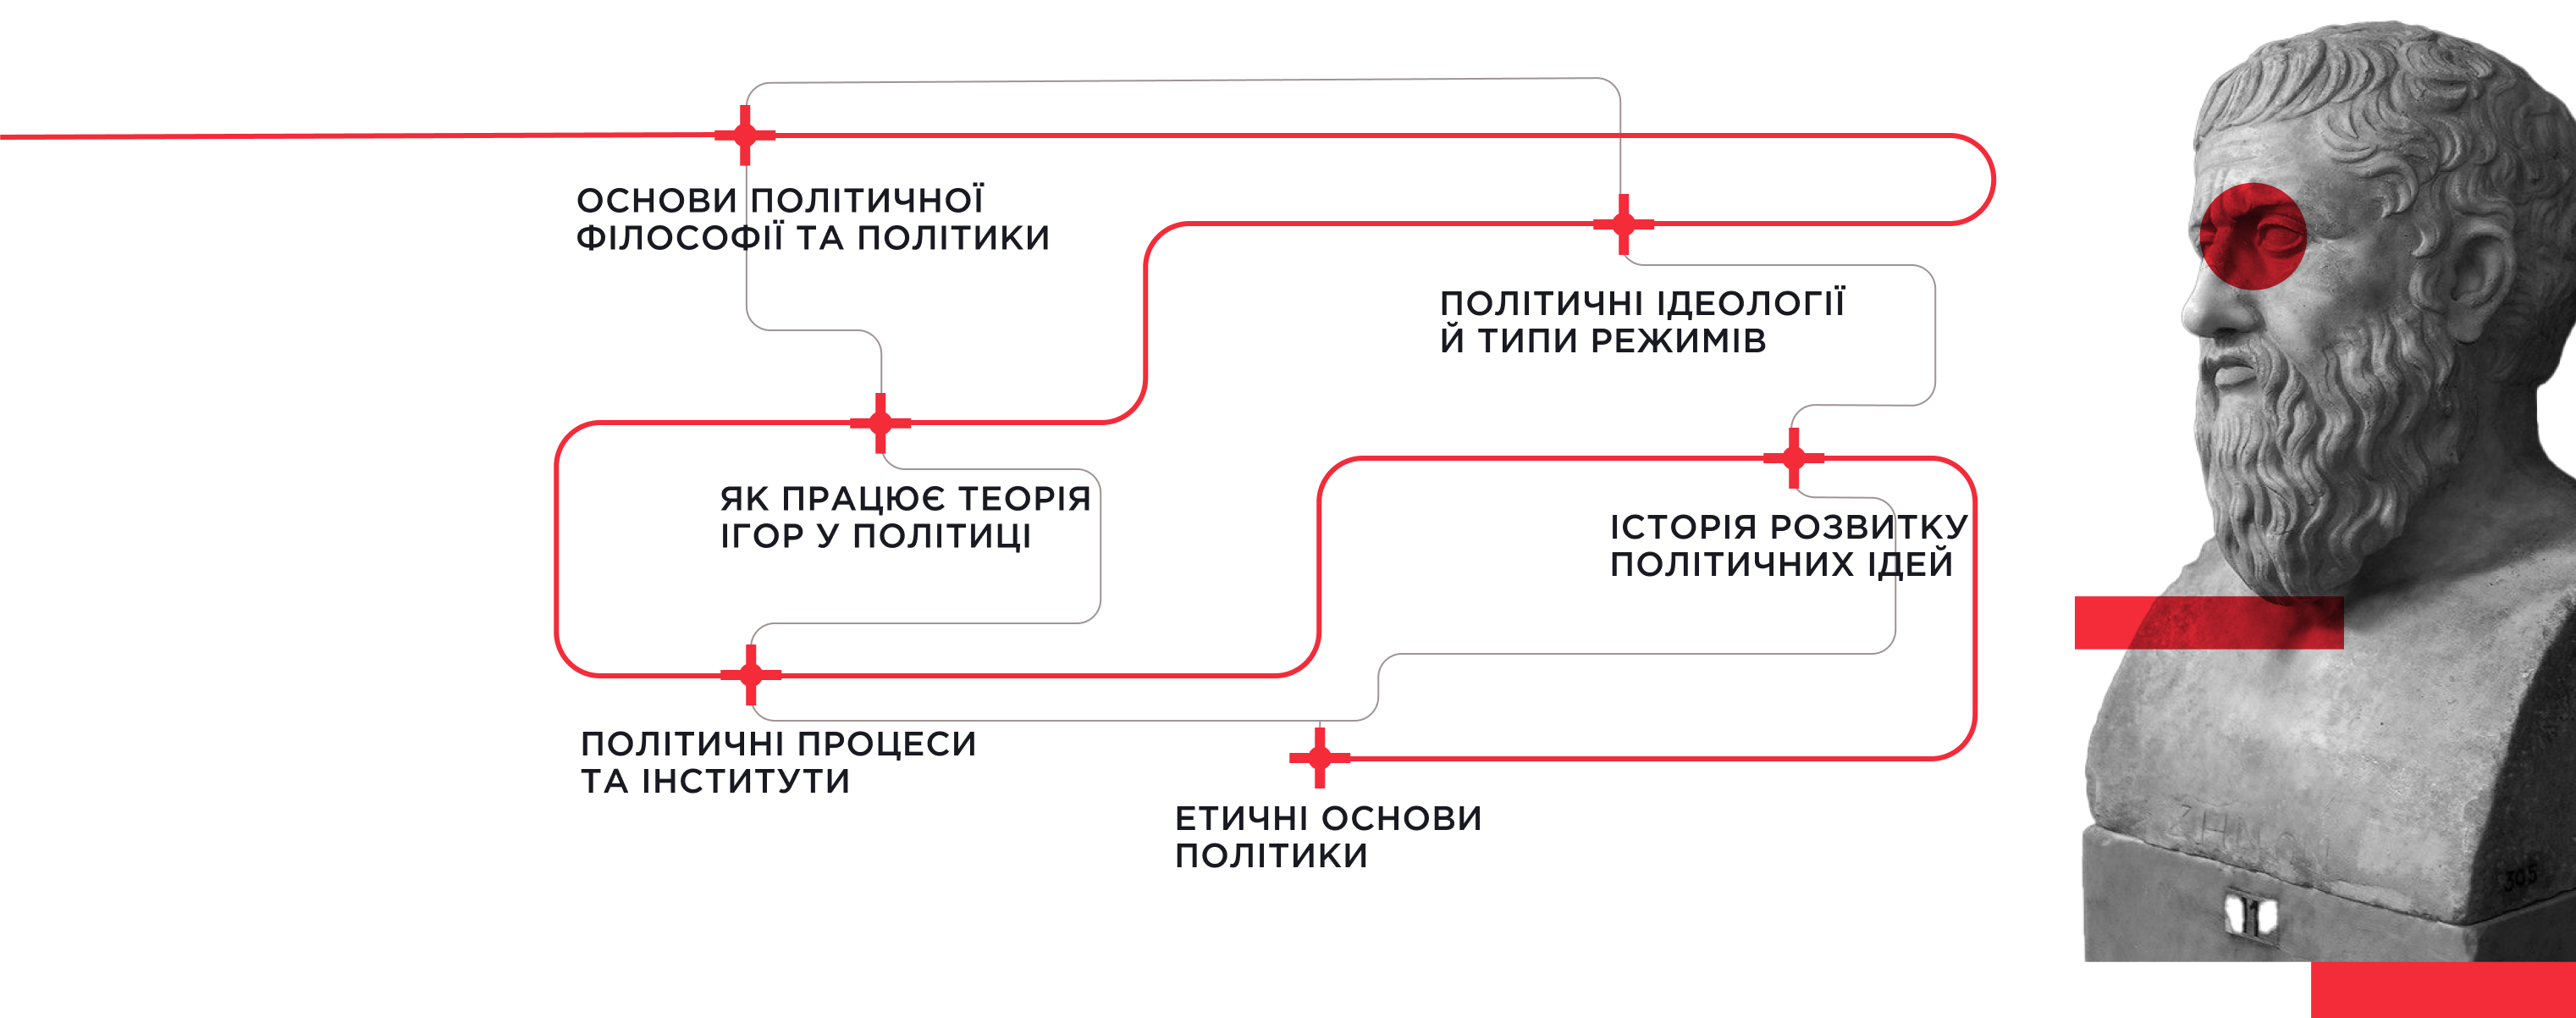 ОСНОВИ ПОЛІТИЧНОЇ
ФІЛОСОФІЇ ТА ПОЛІТИКИ
ПОЛІТИЧНІ ІДЕОЛОГІЇ
Й ТИПИ РЕЖИМІВ
ЯК ПРАЦЮЄ ТЕОРІЯ
ІГОР У ПОЛІТИЦІ
ІСТОРІЯ РОЗВИТКУ
ПОЛІТИЧНИХ ІДЕЙ
ПОЛІТИЧНІ ПРОЦЕСИ
ТА ІНСТИТУТИ
ЕТИЧНІ ОСНОВИ
ПОЛІТИКИ
305